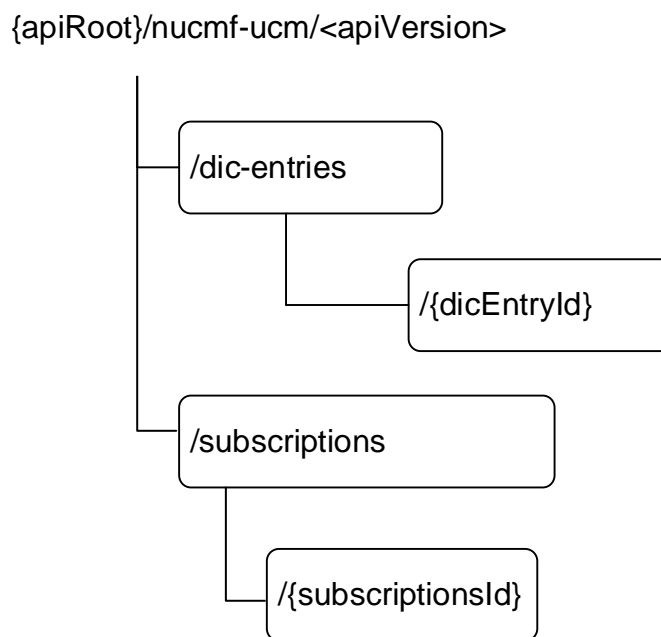 {apiRoot}/nucmf-ucm/<apiVersion>
/dic-entries
/{dicEntryId}
/subscriptions
/{subscriptionsId}